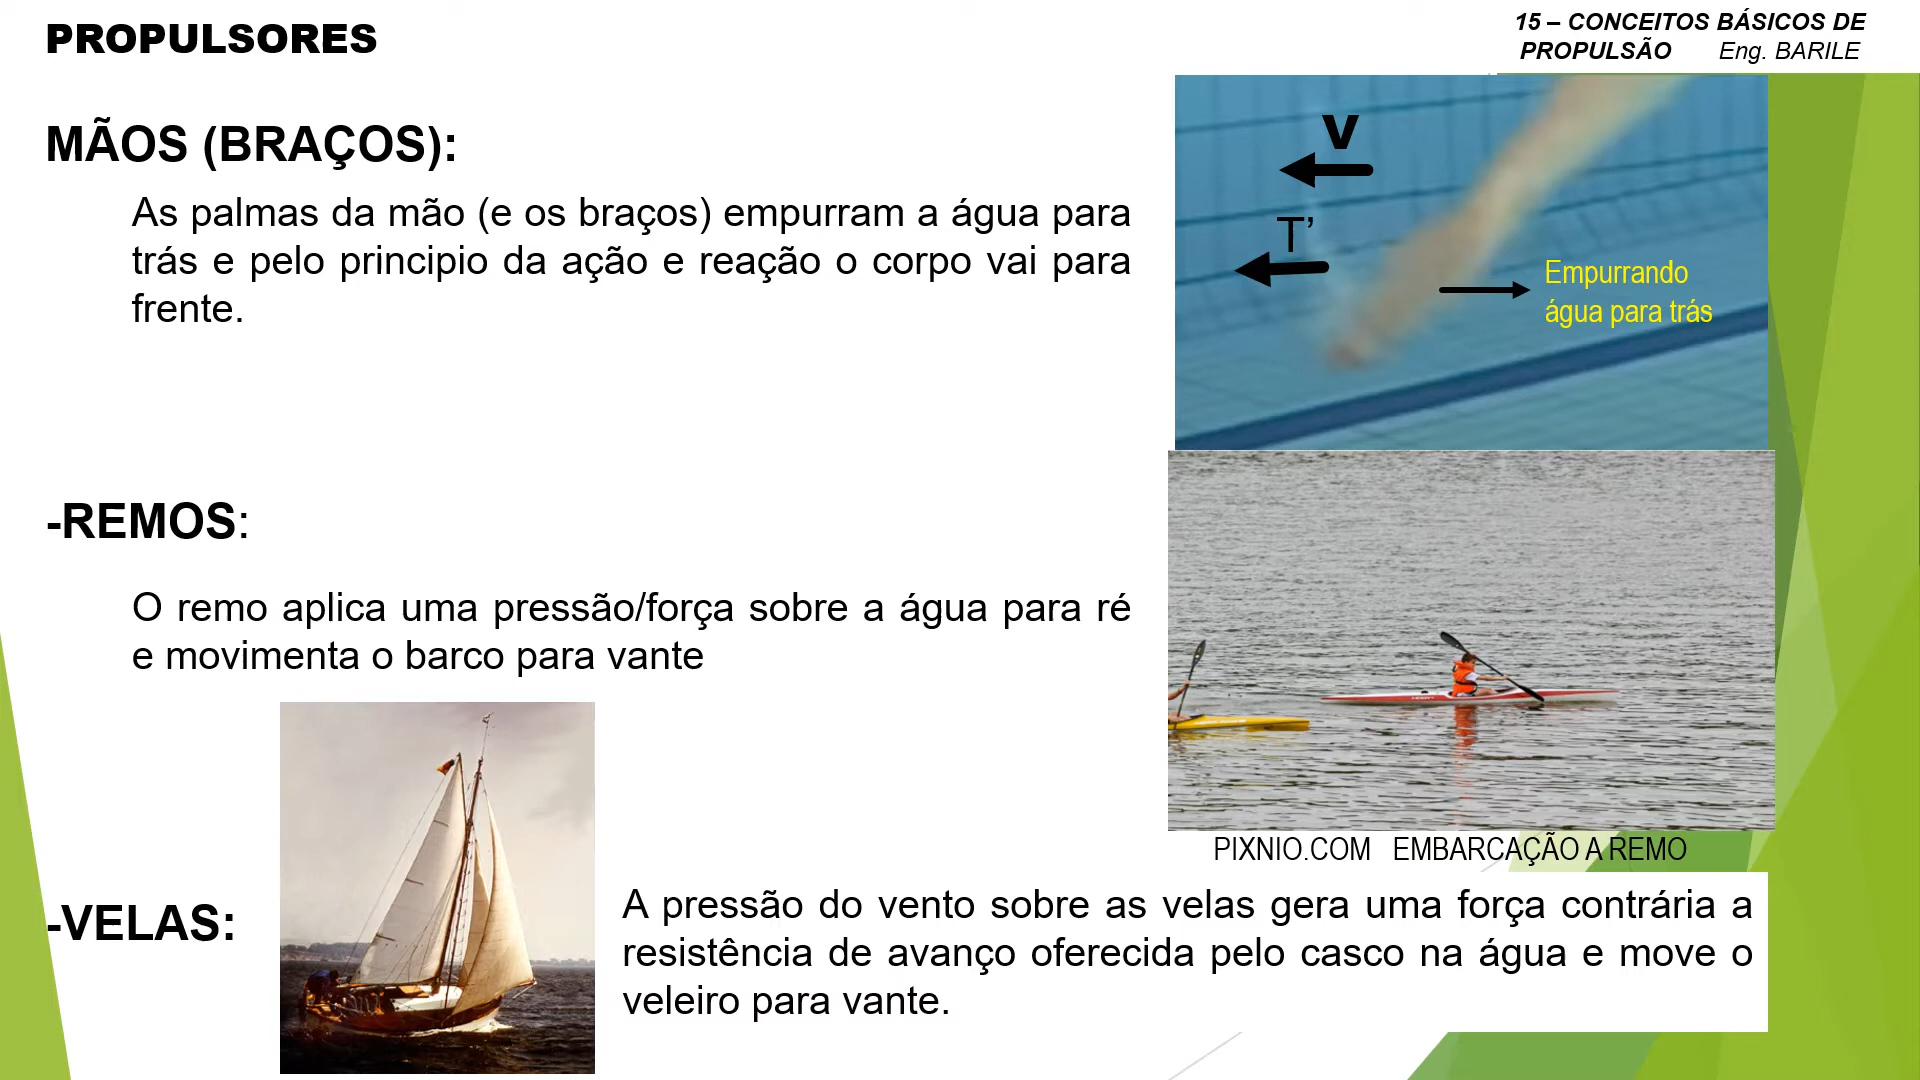 PROPULSORES
15 – CONCEITOS BÁSICOS DE
PROPULSÃO Eng. BARILE
MÃOS (BRAÇOS):
As palmas da mão (e os braços) empurram a água para
trás e pelo principio da ação e reação o corpo vai para
frente.
V
T’
Empurrando
água para trás
-REMOS:
O remo aplica uma pressão/força sobre a água para ré
e movimenta o barco para vante
PIXNIO.COM EMBARCAÇÃO A REMO
-VELAS:
A pressão do vento sobre as velas gera uma força contrária a
resistência de avanço oferecida pelo casco na água e move o
veleiro para vante.